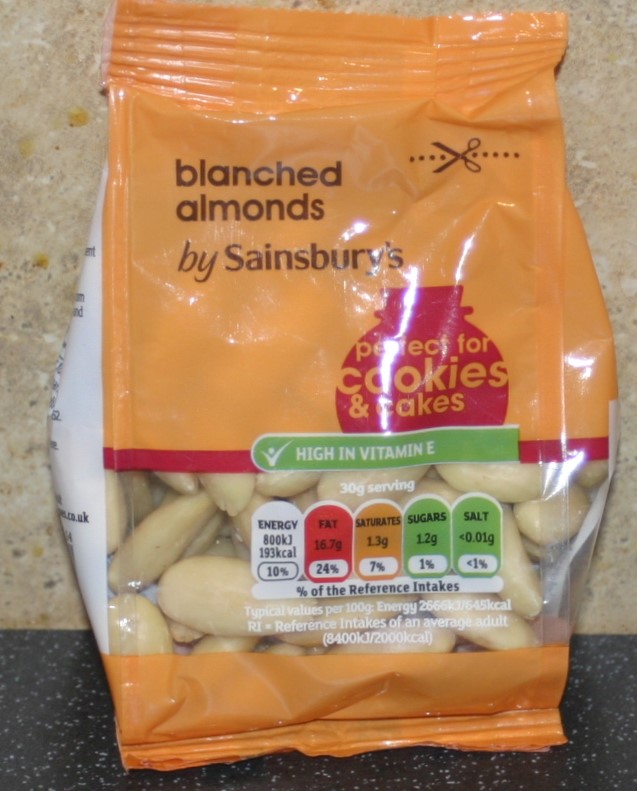 blanched
almonds
by Sainsbury's
perfect for
cookies
& cakes
HIGH IN VITAMIN E
30g serving
ENERGY
800kJ
193kcal
10%
FAT
16.7g
24%
SATURATES
1.3g
7%
SUGARS
1.2g
1%
SALT
<0.01g
<1%
% of the Reference Intakes
Typical values per 100g: Energy 2666kJ/645kcal
RI = Reference Intakes of an average adult
(8400kJ/2000kcal)